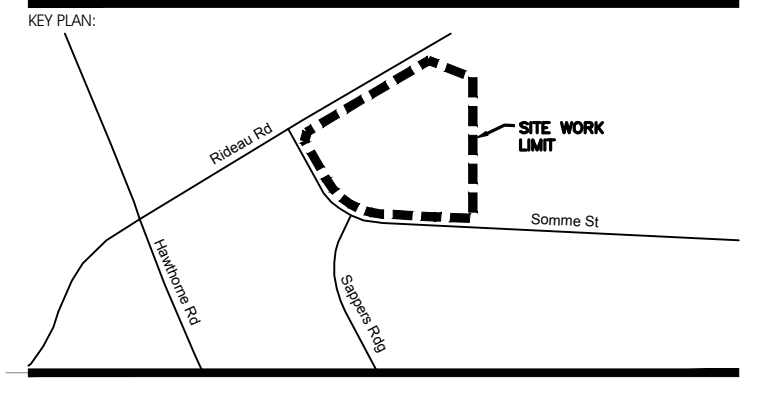 KEY PLAN:
Rideau Rd
SITE WORK
LIMIT
Somme St
Hawthorne Rd
Sappers Rdg